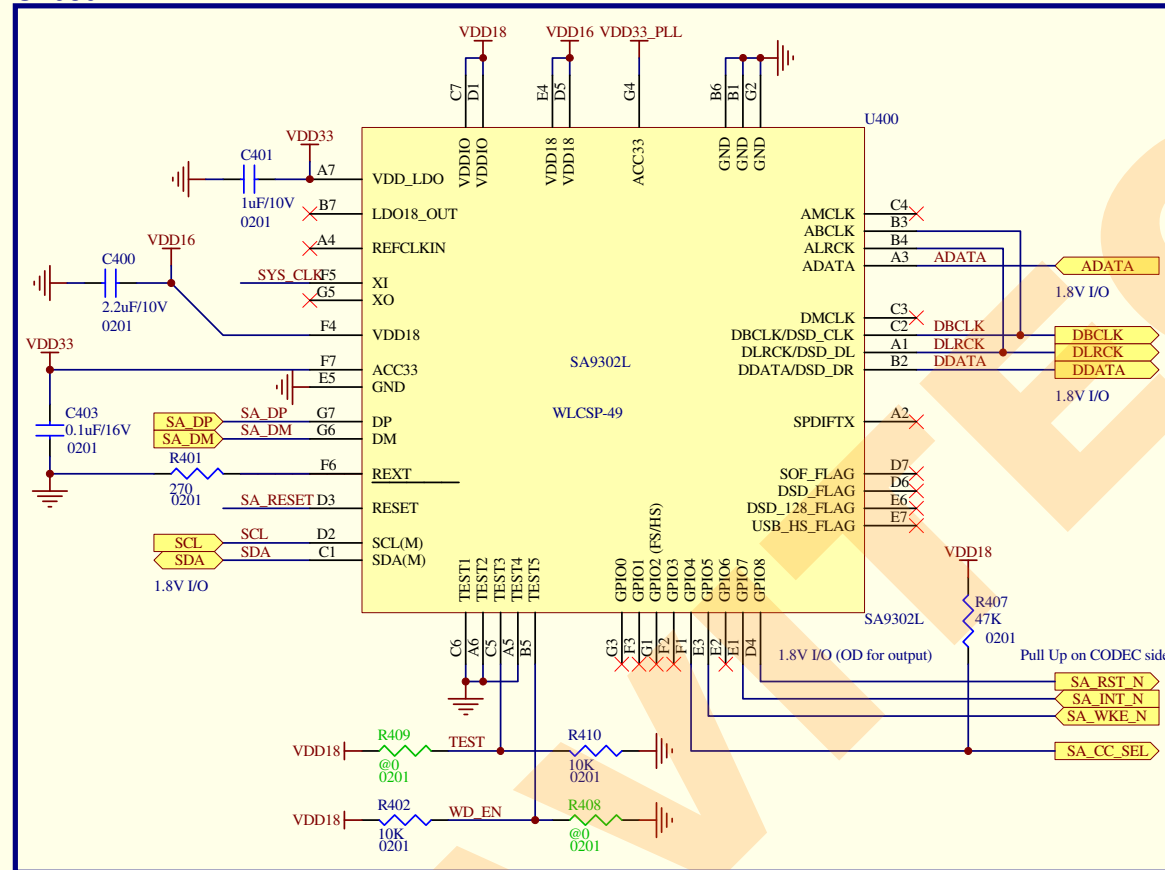 VDD18
VDD16
VDD33_PLL
C7
D1
E4
D5
G4
B6
B1
G2
U400
VDDIO
VDDIO
VDD18
VDD18
ACC33
GND
GND
GND
VDD33
C401
1uF/10V
0201
A7
VDD_LDO
B7
LDO18_OUT
A4
REFCLKIN
VDD16
C400
2.2uF/10V
0201
SYS_CLK
F5
XI
G5
XO
F4
VDD18
VDD33
F7
ACC33
E5
GND
C403
0.1uF/16V
0201
SA_DP
SA_DP
G7
DP
SA_DM
SA_DM
G6
DM
R401
270
0201
F6
REXT
SA_RESET
D3
RESET
SCL
SCL
D2
SCL(M)
SDA
SDA
C1
SDA(M)
1.8V I/O
SA9302L
WLCSP-49
AMCLK
C4
ABCLK
B3
ALRCK
B4
ADATA
A3
ADATA
ADATA
1.8V I/O
DMCLK
C3
DBCLK/DSD_CLK
C2
DBCLK
DBCLK
DLRCK/DSD_DL
A1
DLRCK
DLRCK
DDATA/DSD_DR
B2
DDATA
DDATA
1.8V I/O
SPDIFTX
A2
SOF_FLAG
D7
DSD_FLAG
D6
DSD_128_FLAG
E6
USB_HS_FLAG
E7
TEST1
TEST2
TEST3
TEST4
TEST5
GPIO0
GPIO1
GPIO2 (FS/HS)
GPIO3
GPIO4
GPIO5
GPIO6
GPIO7
GPIO8
SA9302L
C6
A6
C5
A5
B5
G3
F3
G1
F2
F1
E3
E2
E1
D4
VDD18
R407
47K
0201
1.8V I/O (OD for output)
Pull Up on CODEC side
SA_RST_N
SA_INT_N
SA_WKE_N
SA_CC_SEL
VDD18
R409
@0
0201
TEST
R410
10K
0201
VDD18
R402
10K
0201
WD_EN
R408
@0
0201